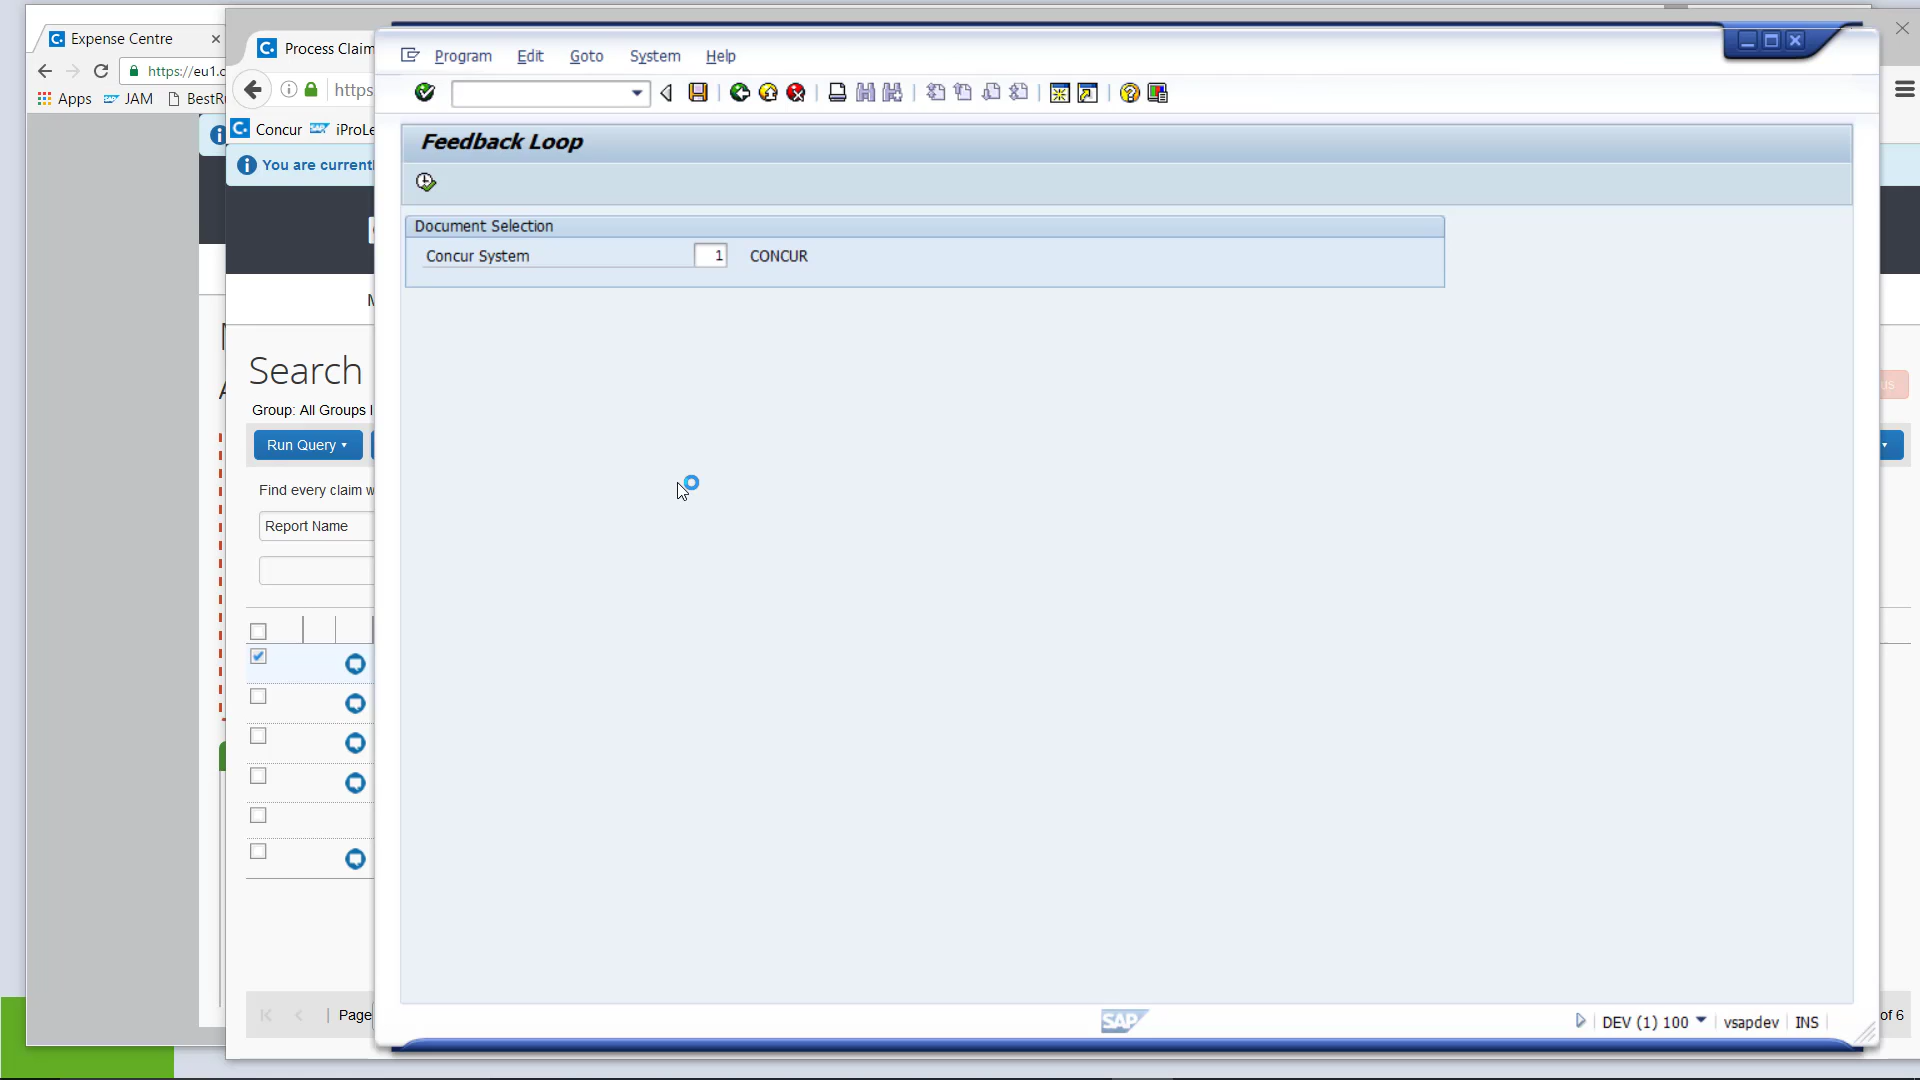 Expense Centre
https://eu1.c
Apps
JAM
BestRu
Process Claim
https
Concur
iProLe
You are current
Search
Group: All Groups I
Run Query
Find every claim w
Report Name
Page
Program
Edit
Goto
System
Help
Feedback Loop
Document Selection
Concur System
1
CONCUR
SAP
DEV (1) 100
vsapdev
INS
of 6